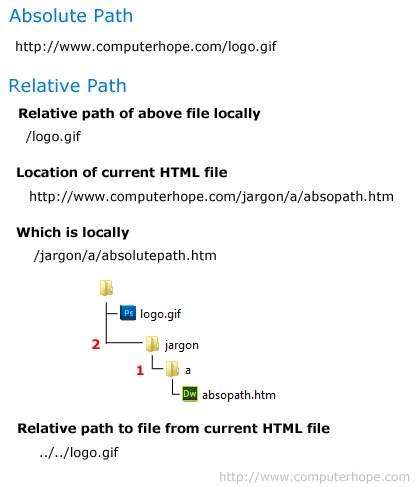 Absolute Path
http://www.computerhope.com/logo.gif
Relative Path
Relative path of above file locally
/logo.gif
Location of current HTML file
http://www.computerhope.com/jargon/a/absopath.htm
Which is locally
/jargon/a/absolutepath.htm
Ps logo.gif
2 jargon
1 a
Dw absopath.htm
Relative path to file from current HTML file
../../logo.gif
http://www.computerhope.com